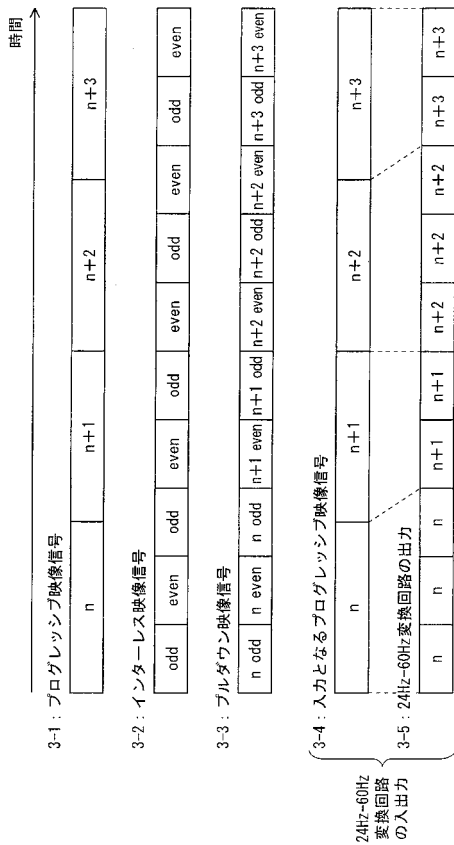 時間
3-1：プログレッシブ映像信号
n n+1 n+2 n+3
3-2：インターレス映像信号
odd even odd even odd even odd even odd even
3-3：プルダウン映像信号
n odd n even n odd n+1 even n+1 odd n+2 even n+2 odd n+2 even n+3 odd n+3 even
24Hz-60Hz
変換回路
の入出力
3-4：入力となるプログレッシブ映像信号
n n+1 n+2 n+3
3-5：24Hz-60Hz変換回路の出力
n n n n+1 n+1 n+2 n+2 n+2 n+3 n+3